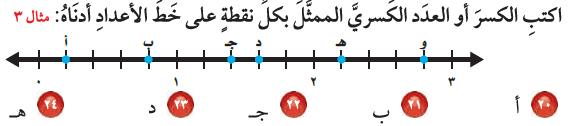 اكتبِ الكسرَ أو العددَ الكسريَّ الممثَّلَ بكلِّ نقطةٍ على خطِّ الأعدادِ أدناهُ: مثال ٣
أ ب جـ د هـ و
٠ ١ ٢ ٣
٢٠ أ ٢١ ب ٢٢ جـ ٢٣ د ٢٤ هـ